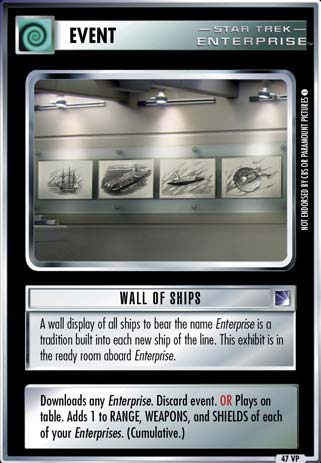 EVENT
STAR TREK
ENTERPRISE™
NOT ENDORSED BY CBS OR PARAMOUNT PICTURES
WALL OF SHIPS
A wall display of all ships to bear the name Enterprise is a
tradition built into each new ship of the line. This exhibit is in
the ready room aboard Enterprise.
Downloads any Enterprise. Discard event. OR Plays on
table. Adds 1 to RANGE, WEAPONS, and SHIELDS of each
of your Enterprises. (Cumulative.)
47 VP